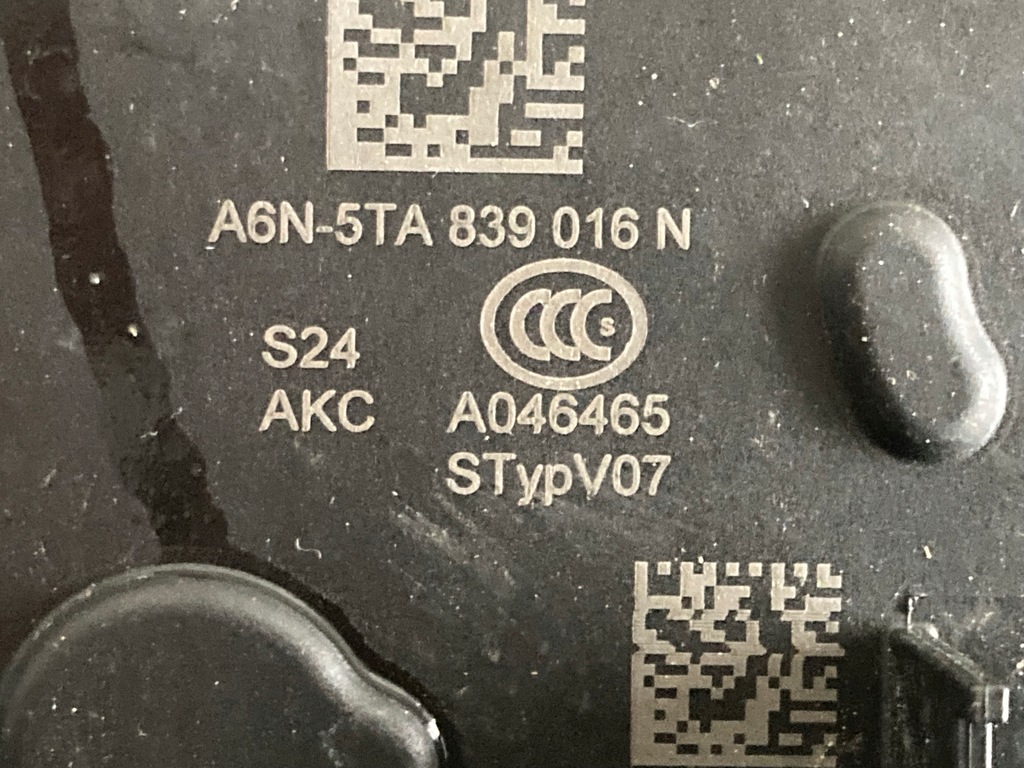 A6N-5TA 839 016 N
CCC S
S24
AKC
A046465
STypV07